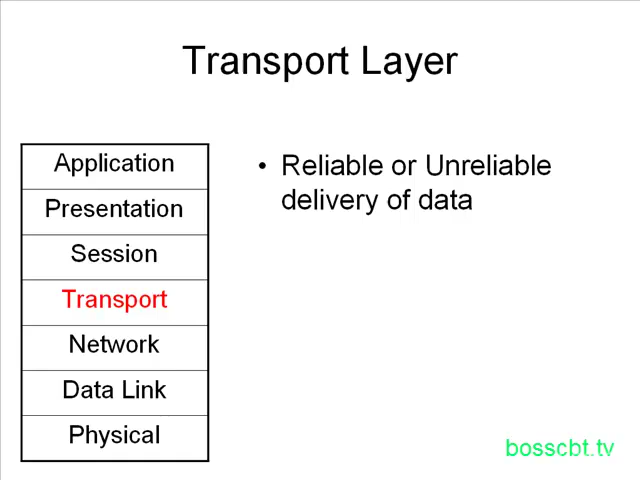 Transport Layer
Application
Presentation
Session
Transport
Network
Data Link
Physical
• Reliable or Unreliable
delivery of data
bosscbt.tv